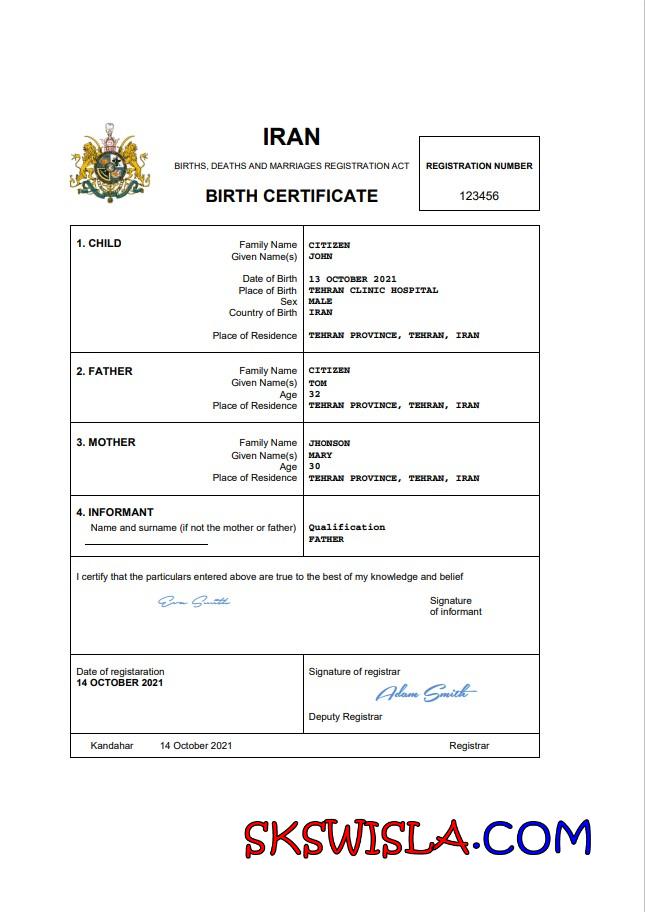 IRAN
BIRTHS, DEATHS AND MARRIAGES REGISTRATION ACT
BIRTH CERTIFICATE
REGISTRATION NUMBER
123456
1. CHILD
Family Name CITIZEN
Given Name(s) JOHN
Date of Birth 13 OCTOBER 2021
Place of Birth TEHRAN CLINIC HOSPITAL
Sex MALE
Country of Birth IRAN
Place of Residence TEHRAN PROVINCE, TEHRAN, IRAN
2. FATHER
Family Name CITIZEN
Given Name(s) TOM
Age 32
Place of Residence TEHRAN PROVINCE, TEHRAN, IRAN
3. MOTHER
Family Name JHONSON
Given Name(s) MARY
Age 30
Place of Residence TEHRAN PROVINCE, TEHRAN, IRAN
4. INFORMANT
Name and surname (if not the mother or father) Qualification
FATHER
I certify that the particulars entered above are true to the best of my knowledge and belief
Eva Smith Signature
of informant
Date of registaration
14 OCTOBER 2021
Signature of registrar
Adam Smith
Deputy Registrar
Kandahar 14 October 2021 Registrar
SKSWISLA.COM